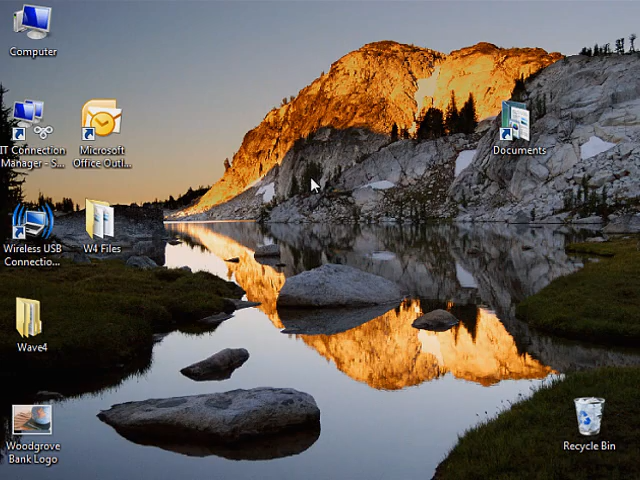 Computer
IT Connection
Manager - S...
Microsoft
Office Outl...
Documents
Wireless USB
Connectio...
W4 Files
Wave4
Woodgrove
Bank Logo
Recycle Bin